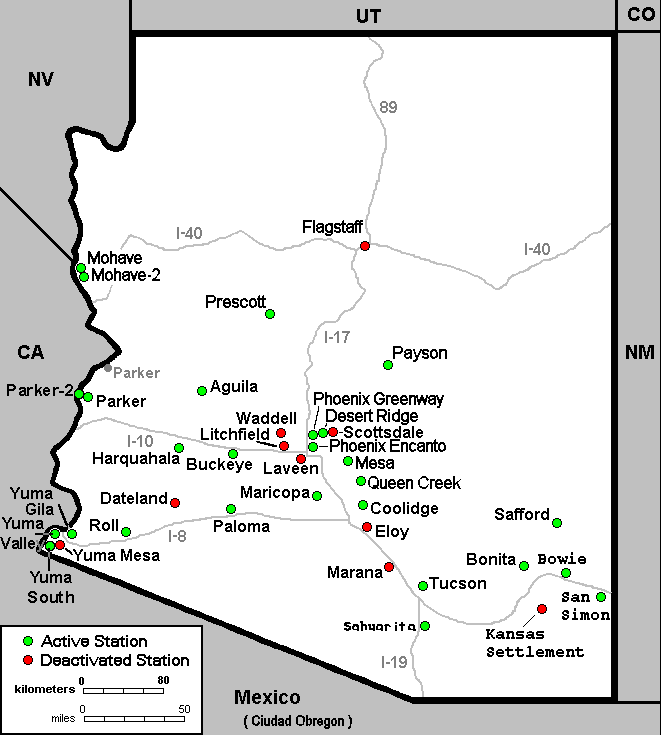 UT
CO
NV
89
Flagstaff
I-40
I-40
Mohave
Mohave-2
Prescott
I-17
CA
NM
Payson
Parker
Parker-2
Parker
Aguila
Phoenix Greenway
Desert Ridge
Waddell
Litchfield
Scottsdale
I-10
Phoenix Encanto
Harquahala
Buckeye
Laveen
Mesa
Queen Creek
Yuma
Gila
Dateland
Maricopa
Coolidge
Safford
Yuma
Valley
Roll
I-8
Paloma
Eloy
Yuma Mesa
Bonita
Bowie
Marana
Yuma
South
Tucson
San
Simon
Sahuarita
Kansas
Settlement
I-19
Active Station
Deactivated Station
kilometers
0
80
miles
0
50
Mexico
( Ciudad Obregon )